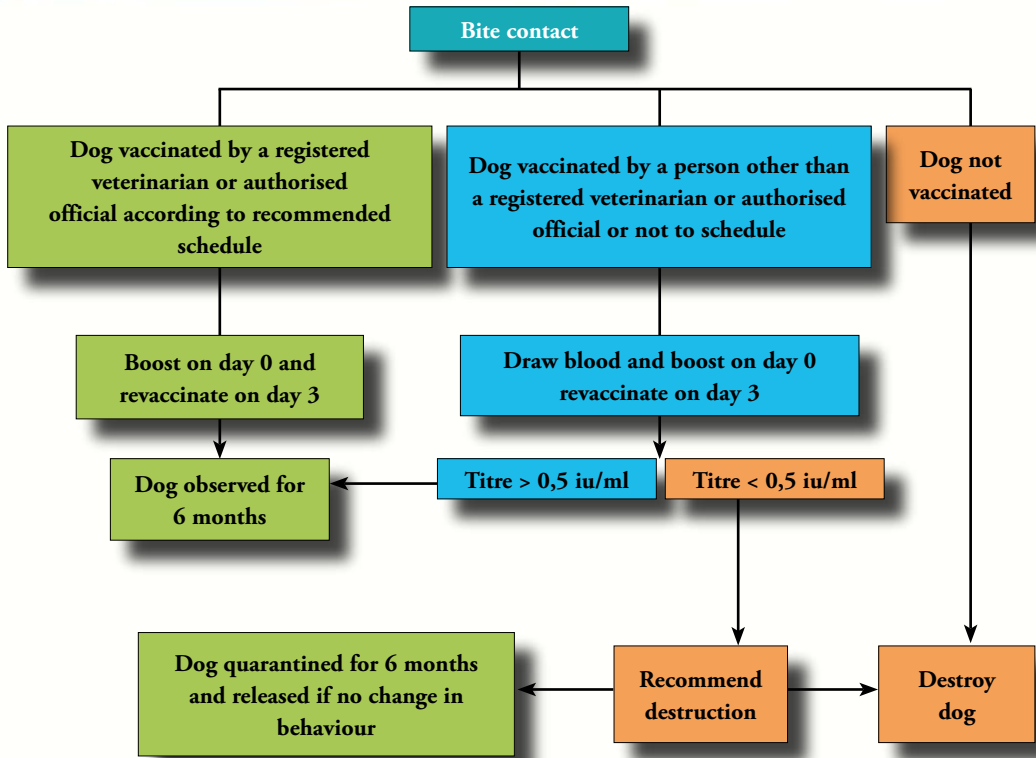 Bite contact
Dog vaccinated by a registered
veterinarian or authorised
official according to recommended
schedule
Dog vaccinated by a person other than
a registered veterinarian or authorised
official or not to schedule
Dog not
vaccinated
Boost on day 0 and
revaccinate on day 3
Draw blood and boost on day 0
revaccinate on day 3
Dog observed for
6 months
Titre > 0,5 iu/ml
Titre < 0,5 iu/ml
Dog quarantined for 6 months
and released if no change in
behaviour
Recommend
destruction
Destroy
dog